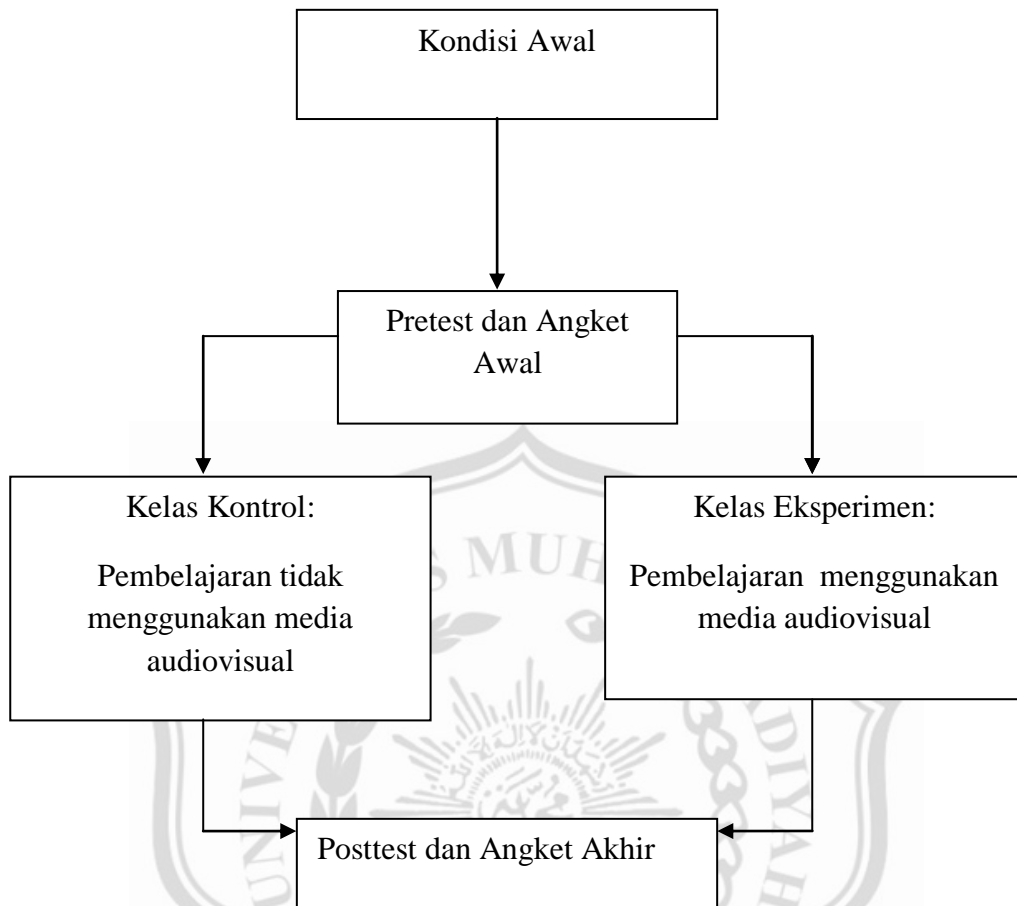 Kondisi Awal
Pretest dan Angket
Awal
Kelas Kontrol:
Pembelajaran tidak
menggunakan media
audiovisual
Kelas Eksperimen:
Pembelajaran menggunakan
media audiovisual
Posttest dan Angket Akhir